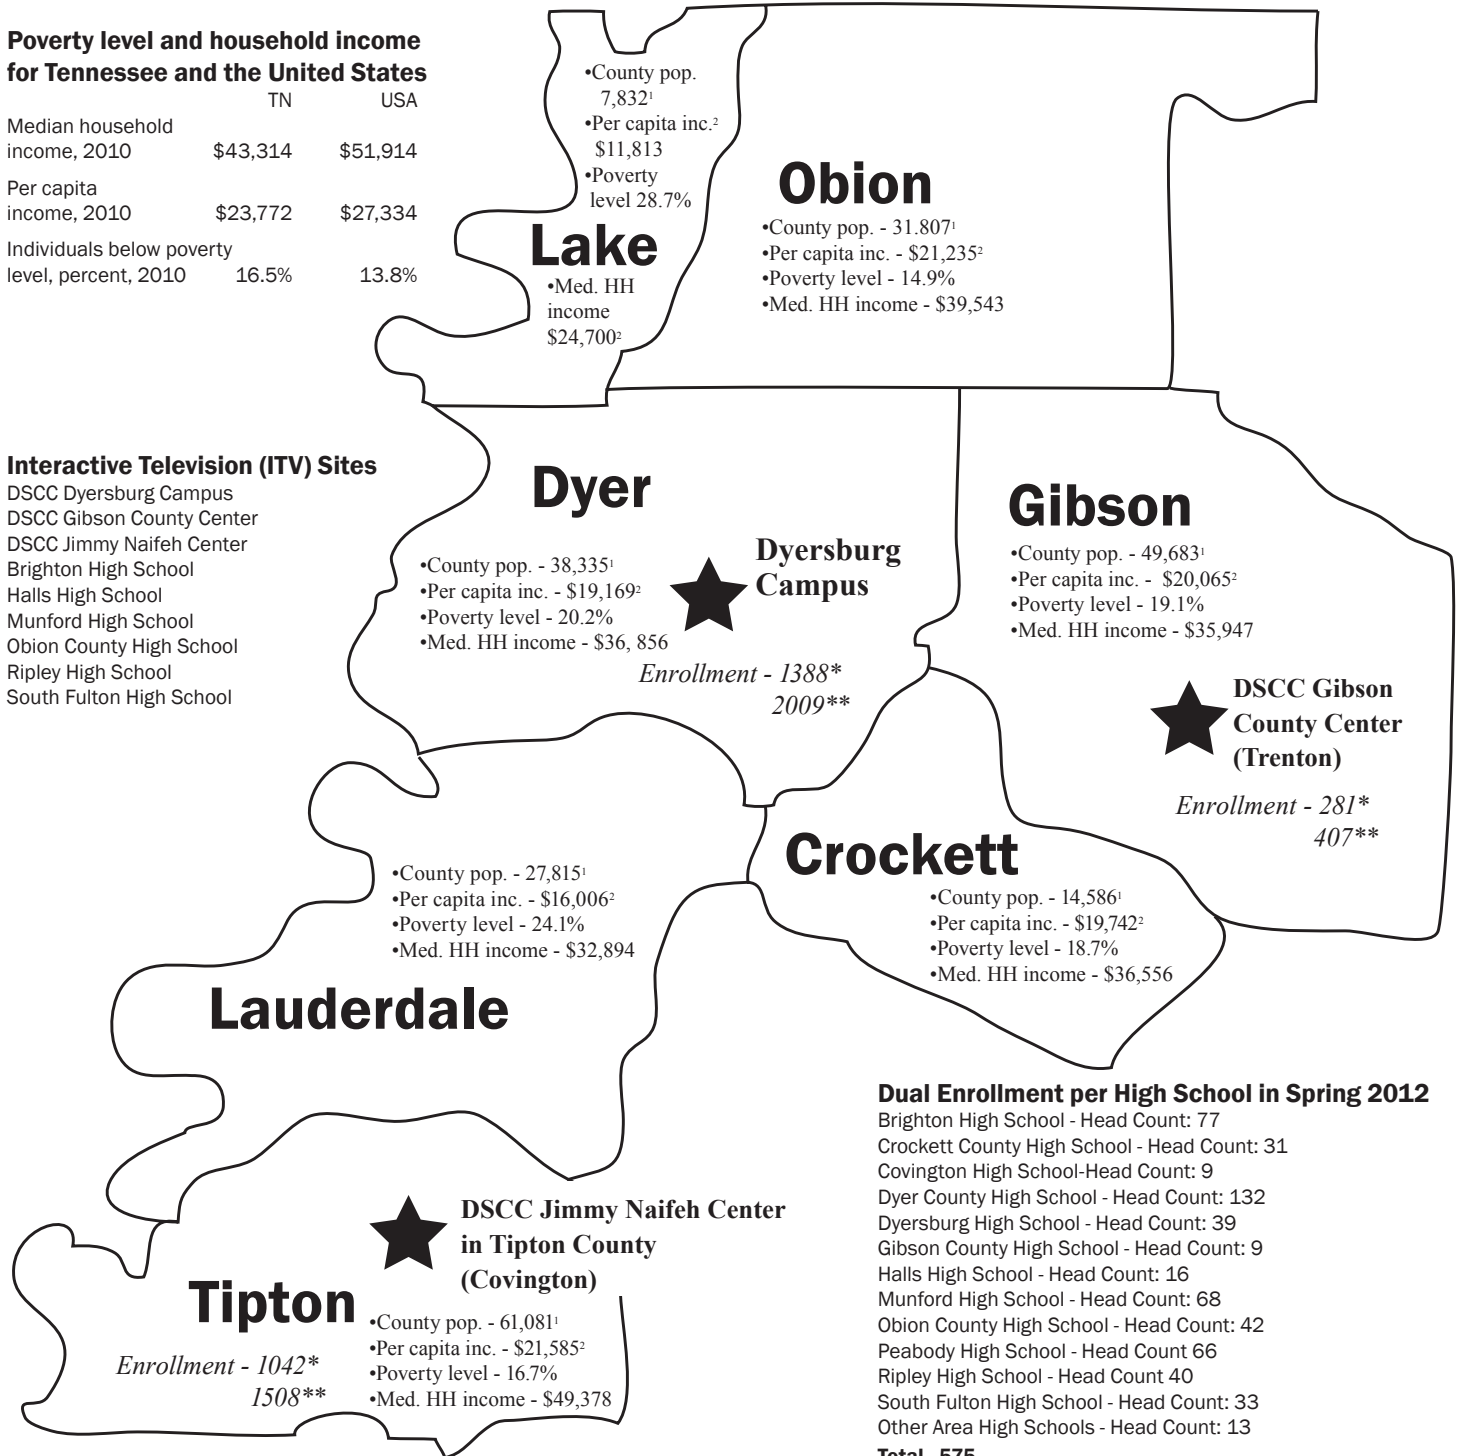 Poverty level and household income
for Tennessee and the United States
TN USA
Median household
income, 2010 $43,314 $51,914
Per capita
income, 2010 $23,772 $27,334
Individuals below poverty
level, percent, 2010 16.5% 13.8%
•County pop.
7,832¹
•Per capita inc.²
$11,813
•Poverty
level 28.7%
Lake
•Med. HH
income
$24,700²
Obion
•County pop. - 31.807¹
•Per capita inc. - $21,235²
•Poverty level - 14.9%
•Med. HH income - $39,543
Interactive Television (ITV) Sites
DSCC Dyersburg Campus
DSCC Gibson County Center
DSCC Jimmy Naifeh Center
Brighton High School
Halls High School
Munford High School
Obion County High School
Ripley High School
South Fulton High School
Dyer
•County pop. - 38,335¹
•Per capita inc. - $19,169²
•Poverty level - 20.2%
•Med. HH income - $36, 856
Dyersburg
Campus
Enrollment - 1388*
2009**
Gibson
•County pop. - 49,683¹
•Per capita inc. - $20,065²
•Poverty level - 19.1%
•Med. HH income - $35,947
DSCC Gibson
County Center
(Trenton)
Enrollment - 281*
407**
Crockett
•County pop. - 14,586¹
•Per capita inc. - $19,742²
•Poverty level - 18.7%
•Med. HH income - $36,556
•County pop. - 27,815¹
•Per capita inc. - $16,006²
•Poverty level - 24.1%
•Med. HH income - $32,894
Lauderdale
DSCC Jimmy Naifeh Center
in Tipton County
(Covington)
Tipton
•County pop. - 61,081¹
•Per capita inc. - $21,585²
•Poverty level - 16.7%
•Med. HH income - $49,378
Enrollment - 1042*
1508**
Dual Enrollment per High School in Spring 2012
Brighton High School - Head Count: 77
Crockett County High School - Head Count: 31
Covington High School-Head Count: 9
Dyer County High School - Head Count: 132
Dyersburg High School - Head Count: 39
Gibson County High School - Head Count: 9
Halls High School - Head Count: 16
Munford High School - Head Count: 68
Obion County High School - Head Count: 42
Peabody High School - Head Count 66
Ripley High School - Head Count 40
South Fulton High School - Head Count: 33
Other Area High Schools - Head Count: 13
Total 575